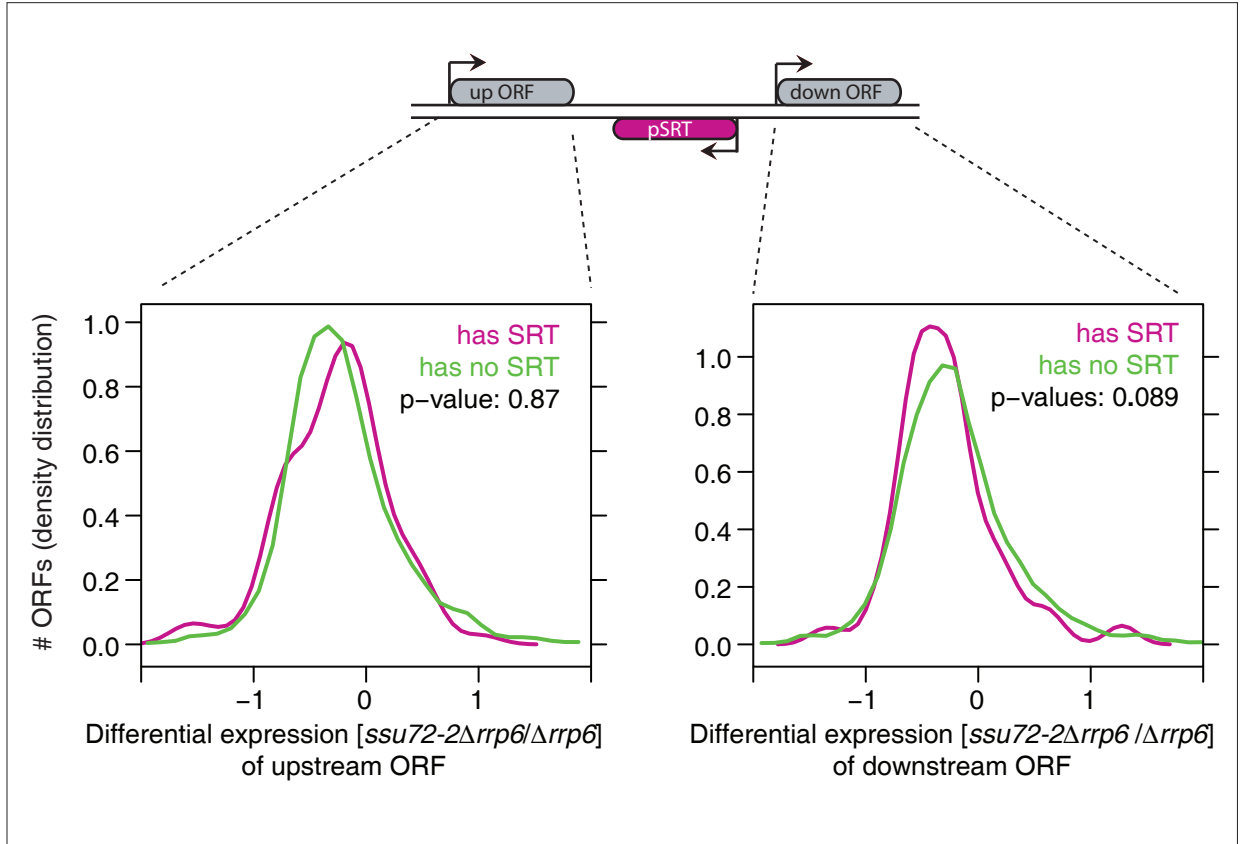 up ORF
down ORF
pSRT
# ORFs (density distribution)
1.0
0.8
0.6
0.4
0.2
0.0
has SRT
has no SRT
p−value: 0.87
−1
0
1
Differential expression [ssu72-2Δrrp6/Δrrp6]
of upstream ORF
1.0
0.8
0.6
0.4
0.2
0.0
has SRT
has no SRT
p−values: 0.089
−1
0
1
Differential expression [ssu72-2Δrrp6 /Δrrp6]
of downstream ORF